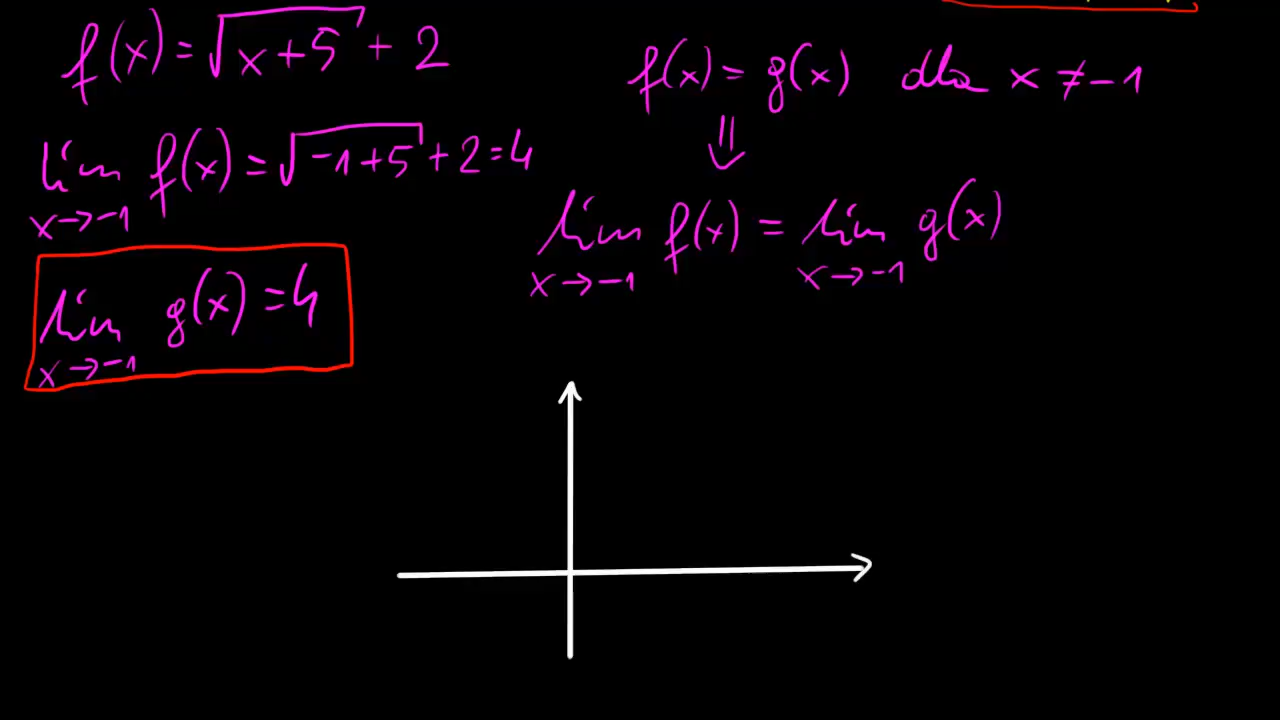 f(x) = √(x+5) + 2
lim f(x) = √(-1+5) + 2 = 4
x→-1
lim g(x) = 4
x→-1
f(x) = g(x) dla x ≠ -1
⇓
lim f(x) = lim g(x)
x→-1 x→-1